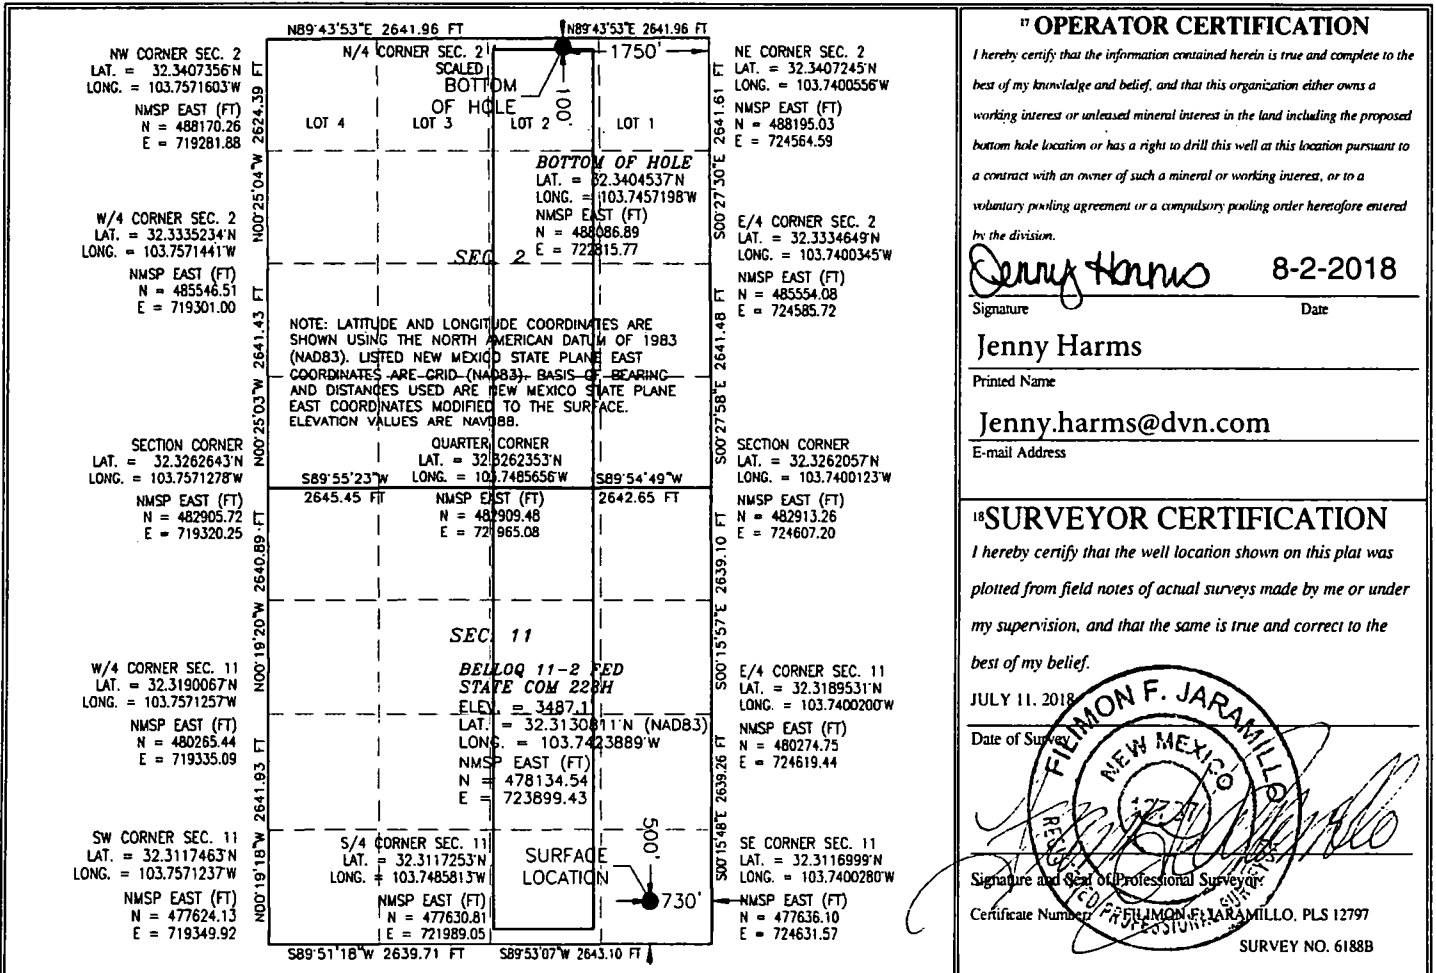 N89°43'53"E 2641.96 FT
N89°43'53"E 2641.96 FT
NW CORNER SEC. 2
LAT. = 32.3407356'N
LONG. = 103.7571603'W
NMSP EAST (FT)
N = 488170.26
E = 719281.88
N/4 CORNER SEC. 2
SCALED
BOTTOM
OF HOLE
100'
1750'
NE CORNER SEC. 2
LAT. = 32.3407245'N
LONG. = 103.7400556'W
NMSP EAST (FT)
N = 488195.03
E = 724564.59
N00°25'04"W 2624.39 FT
S00°27'30"E 2641.61 FT
LOT 4
LOT 3
LOT 2
LOT 1
BOTTOM OF HOLE
LAT. = 32.3404537'N
LONG. = 103.7457198'W
NMSP EAST (FT)
N = 488086.89
E = 722815.77
W/4 CORNER SEC. 2
LAT. = 32.3335234'N
LONG. = 103.7571441'W
NMSP EAST (FT)
N = 485546.51
E = 719301.00
SEC. 2
E/4 CORNER SEC. 2
LAT. = 32.3334649'N
LONG. = 103.7400345'W
NMSP EAST (FT)
N = 485554.08
E = 724585.72
NOTE: LATITUDE AND LONGITUDE COORDINATES ARE
SHOWN USING THE NORTH AMERICAN DATUM OF 1983
(NAD83). LISTED NEW MEXICO STATE PLANE EAST
COORDINATES ARE GRID (NAD83). BASIS OF BEARING
AND DISTANCES USED ARE NEW MEXICO STATE PLANE
EAST COORDINATES MODIFIED TO THE SURFACE.
ELEVATION VALUES ARE NAVD88.
N00°25'03"W 2641.43 FT
S00°27'58"E 2641.48 FT
SECTION CORNER
LAT. = 32.3262643'N
LONG. = 103.7571278'W
NMSP EAST (FT)
N = 482905.72
E = 719320.25
QUARTER CORNER
LAT. = 32.3262353'N
LONG. = 103.7485656'W
NMSP EAST (FT)
N = 482909.48
E = 721965.08
S89°55'23"W
2645.45 FT
S89°54'49"W
2642.65 FT
SECTION CORNER
LAT. = 32.3262057'N
LONG. = 103.7400123'W
NMSP EAST (FT)
N = 482913.26
E = 724607.20
N00°19'20"W 2640.89 FT
S00°15'57"E 2639.10 FT
SEC. 11
BELLOQ 11-2 FED
STATE COM 228H
ELEV. = 3487.1'
LAT. = 32.3130811'N (NAD83)
LONG. = 103.7423889'W
NMSP EAST (FT)
N = 478134.54
E = 723899.43
W/4 CORNER SEC. 11
LAT. = 32.3190067'N
LONG. = 103.7571257'W
NMSP EAST (FT)
N = 480265.44
E = 719335.09
E/4 CORNER SEC. 11
LAT. = 32.3189531'N
LONG. = 103.7400200'W
NMSP EAST (FT)
N = 480274.75
E = 724619.44
N00°19'18"W 2641.93 FT
S00°15'48"E 2639.26 FT
SW CORNER SEC. 11
LAT. = 32.3117463'N
LONG. = 103.7571237'W
NMSP EAST (FT)
N = 477624.13
E = 719349.92
S/4 CORNER SEC. 11
LAT. = 32.3117253'N
LONG. = 103.7485813'W
NMSP EAST (FT)
N = 477630.81
E = 721989.05
SURFACE
LOCATION
500'
730'
SE CORNER SEC. 11
LAT. = 32.3116999'N
LONG. = 103.7400280'W
NMSP EAST (FT)
N = 477636.10
E = 724631.57
S89°51'18"W 2639.71 FT
S89°53'07"W 2643.10 FT
17 OPERATOR CERTIFICATION
I hereby certify that the information contained herein is true and complete to the
best of my knowledge and belief, and that this organization either owns a
working interest or unleased mineral interest in the land including the proposed
bottom hole location or has a right to drill this well at this location pursuant to
a contract with an owner of such a mineral or working interest, or to a
voluntary pooling agreement or a compulsory pooling order heretofore entered
by the division.
Jenny Harms 8-2-2018
Signature Date
Jenny Harms
Printed Name
Jenny.harms@dvn.com
E-mail Address
18 SURVEYOR CERTIFICATION
I hereby certify that the well location shown on this plat was
plotted from field notes of actual surveys made by me or under
my supervision, and that the same is true and correct to the
best of my belief.
JULY 11, 2018
Date of Survey
FILIMON F. JARAMILLO
NEW MEXICO
12797
REGISTERED PROFESSIONAL SURVEYOR
Signature and Seal of Professional Surveyor:
Certificate Number: FILIMON F. JARAMILLO, PLS 12797
SURVEY NO. 6188B